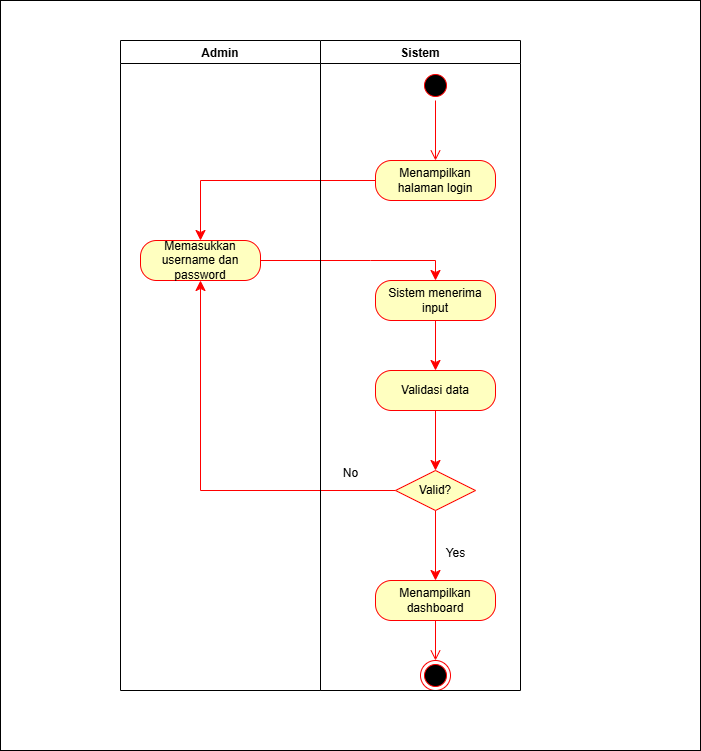 Admin
Sistem
Menampilkan
halaman login
Memasukkan
username dan
password
Sistem menerima
input
Validasi data
No
Valid?
Yes
Menampilkan
dashboard